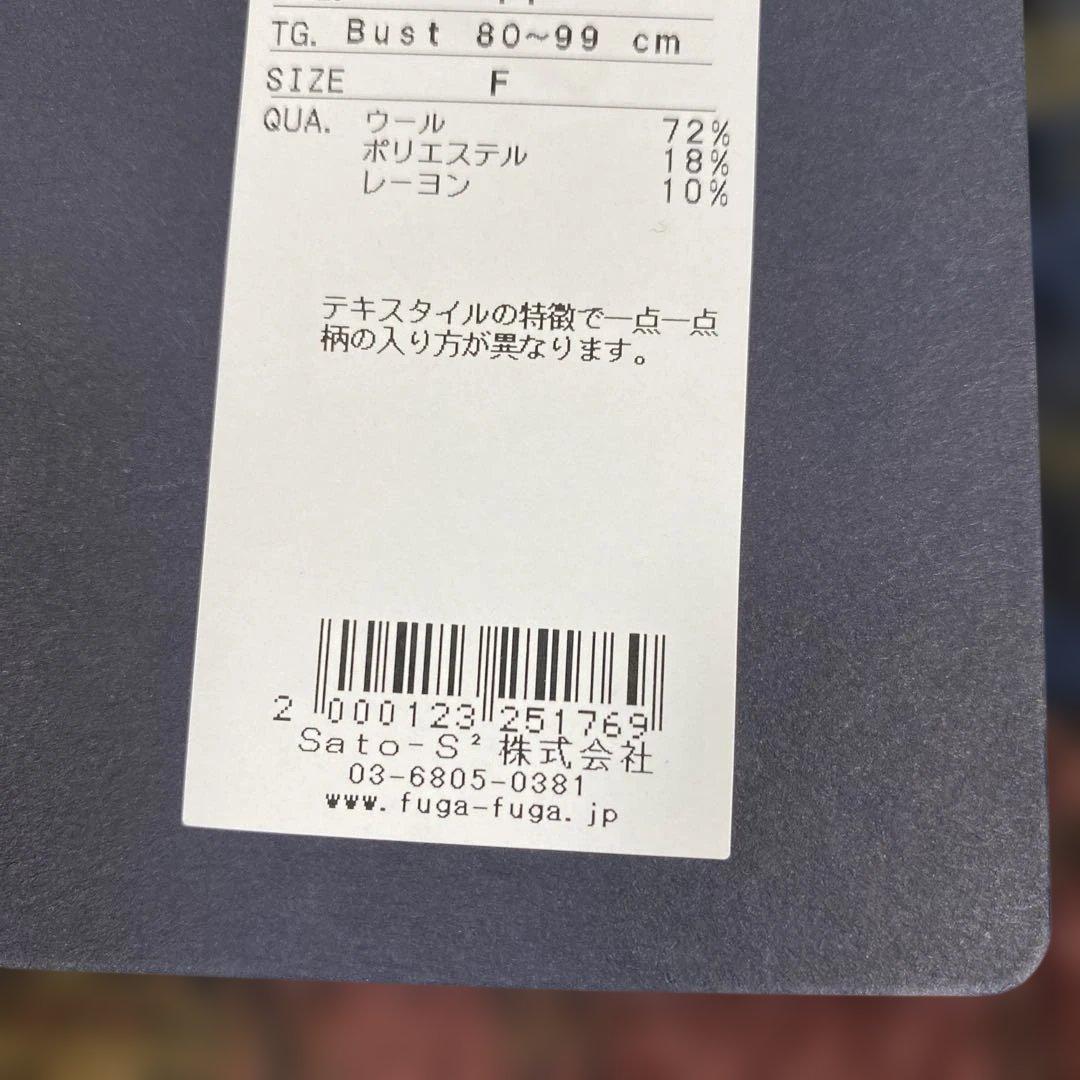 TG. Bust 80~99 cm
SIZE F
QUA. ウール 72%
ポリエステル 18%
レーヨン 10%
テキスタイルの特徴で一点一点
柄の入り方が異なります。
2 000123 251769
Sato-S² 株式会社
03-6805-0381
www.fuga-fuga.jp